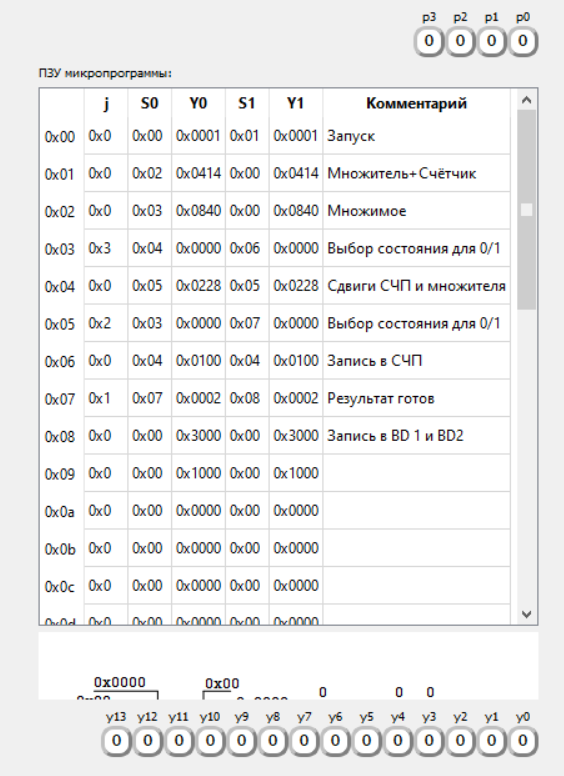 p3 p2 p1 p0
0 0 0 0
ПЗУ микропрограммы:
j S0 Y0 S1 Y1 Комментарий
0x00 0x0 0x00 0x0001 0x01 0x0001 Запуск
0x01 0x0 0x02 0x0414 0x00 0x0414 Множитель+Счётчик
0x02 0x0 0x03 0x0840 0x00 0x0840 Множимое
0x03 0x3 0x04 0x0000 0x06 0x0000 Выбор состояния для 0/1
0x04 0x0 0x05 0x0228 0x05 0x0228 Сдвиги СЧП и множителя
0x05 0x2 0x03 0x0000 0x07 0x0000 Выбор состояния для 0/1
0x06 0x0 0x04 0x0100 0x04 0x0100 Запись в СЧП
0x07 0x1 0x07 0x0002 0x08 0x0002 Результат готов
0x08 0x0 0x00 0x3000 0x00 0x3000 Запись в BD 1 и BD2
0x09 0x0 0x00 0x1000 0x00 0x1000
0x0a 0x0 0x00 0x0000 0x00 0x0000
0x0b 0x0 0x00 0x0000 0x00 0x0000
0x0c 0x0 0x00 0x0000 0x00 0x0000
0x0d 0x0 0x00 0x0000 0x00 0x0000
0x0000 0x00 0 0 0
y13 y12 y11 y10 y9 y8 y7 y6 y5 y4 y3 y2 y1 y0
0 0 0 0 0 0 0 0 0 0 0 0 0 0